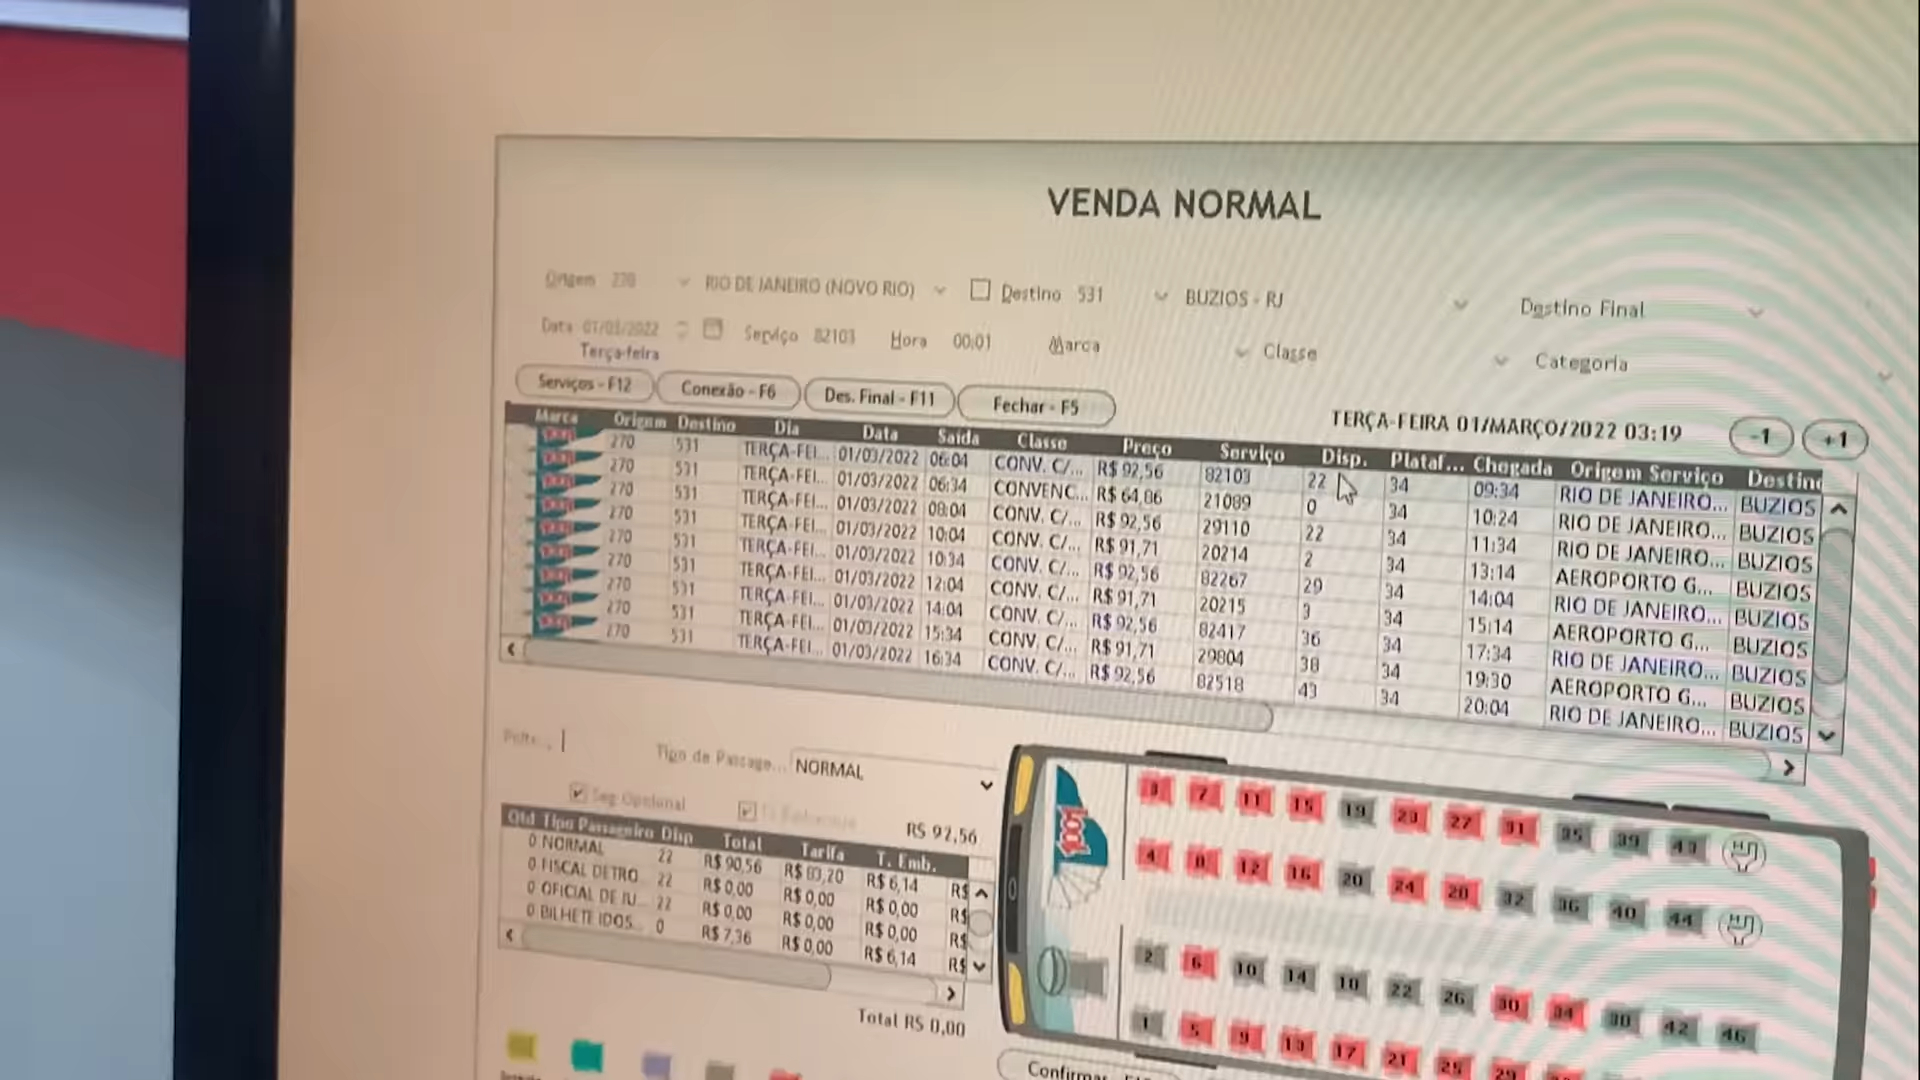 VENDA NORMAL
Origem 270 RIO DE JANEIRO (NOVO RIO) Destino 531 BUZIOS - RJ Destino Final
Data 01/03/2022 Serviço 82103 Hora 00:01 Marca Classe Categoria
Terça-feira
Serviços - F12 Conexão - F6 Des. Final - F11 Fechar - F5
TERÇA-FEIRA 01/MARÇO/2022 03:19 -1 +1
Marca Origem Destino Dia Data Saída Classe Preço Serviço Disp. Plataf... Chegada Origem Serviço Destino
270 531 TERÇA-FEI... 01/03/2022 06:04 CONV. C/... R$ 92,56 82103 22 34 09:34 RIO DE JANEIRO... BUZIOS
270 531 TERÇA-FEI... 01/03/2022 06:34 CONVENC... R$ 64,86 21089 0 34 10:24 RIO DE JANEIRO... BUZIOS
270 531 TERÇA-FEI... 01/03/2022 08:04 CONV. C/... R$ 92,56 29110 22 34 11:34 RIO DE JANEIRO... BUZIOS
270 531 TERÇA-FEI... 01/03/2022 10:04 CONV. C/... R$ 91,71 20214 2 34 13:14 AEROPORTO G... BUZIOS
270 531 TERÇA-FEI... 01/03/2022 10:34 CONV. C/... R$ 92,56 82267 29 34 14:04 RIO DE JANEIRO... BUZIOS
270 531 TERÇA-FEI... 01/03/2022 12:04 CONV. C/... R$ 91,71 20215 3 34 15:14 AEROPORTO G... BUZIOS
270 531 TERÇA-FEI... 01/03/2022 14:04 CONV. C/... R$ 92,56 82417 36 34 17:34 RIO DE JANEIRO... BUZIOS
270 531 TERÇA-FEI... 01/03/2022 15:34 CONV. C/... R$ 91,71 29804 38 34 19:30 AEROPORTO G... BUZIOS
270 531 TERÇA-FEI... 01/03/2022 16:34 CONV. C/... R$ 92,56 82518 43 34 20:04 RIO DE JANEIRO... BUZIOS
Tipo de Passage... NORMAL
Seg Opcional
R$ 92,56
Qtd Tipo Passageiro Disp Total Tarifa T. Emb.
0 NORMAL 22 R$ 90,56 R$ 83,20 R$ 6,14 R$
0 FISCAL DETRO 22 R$ 0,00 R$ 0,00 R$ 0,00 R$
0 OFICIAL DE JU... 22 R$ 0,00 R$ 0,00 R$ 0,00 R$
0 BILHETE IDOS... 0 R$ 7,36 R$ 0,00 R$ 6,14 R$
Total R$ 0,00
3 7 11 15 19 23 27 31 35 39 43
4 8 12 16 20 24 28 32 36 40 44
2 6 10 14 18 22 26 30 34 38 42 46
1 5 9 13 17 21 25 29
Confirmar